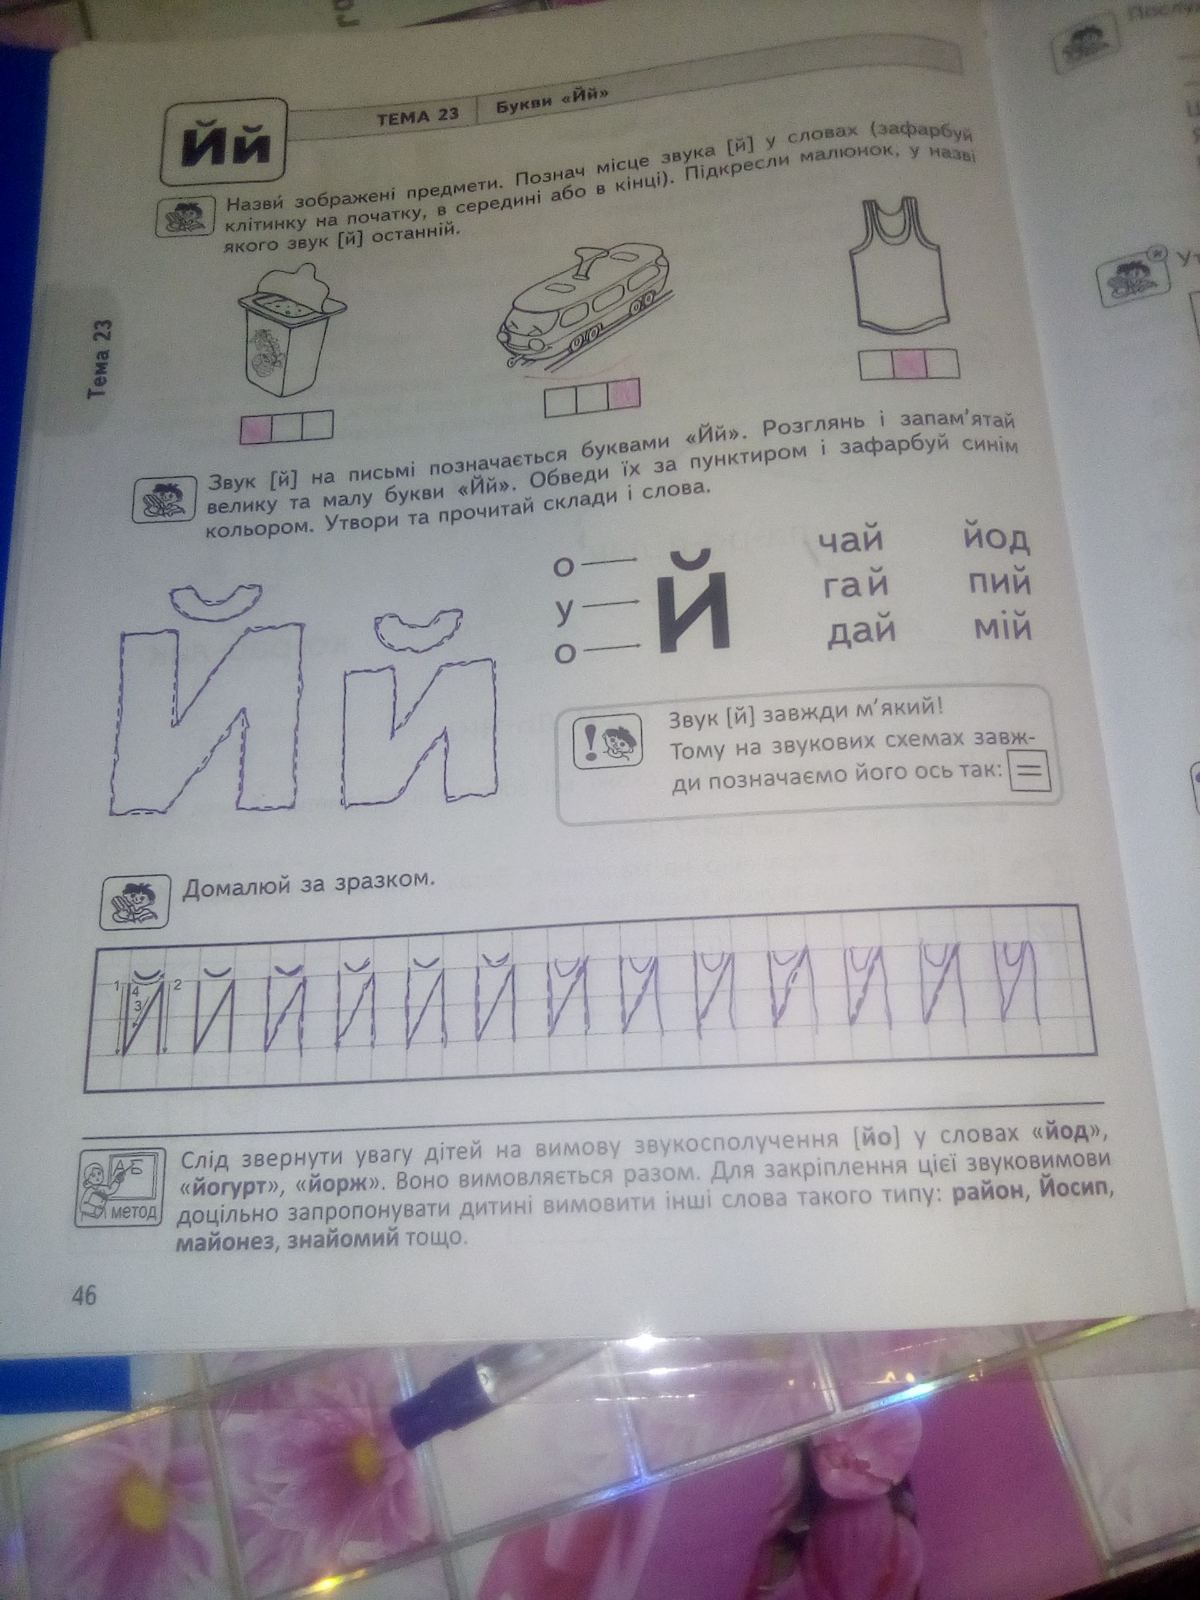 Йй
ТЕМА 23
Букви «Йй»
Назви зображені предмети. Познач місце звука [й] у словах (зафарбуй
клітинку на початку, в середині або в кінці). Підкресли малюнок, у назві
якого звук [й] останній.
Тема 23
Звук [й] на письмі позначається буквами «Йй». Розглянь і запам'ятай
велику та малу букви «Йй». Обведи їх за пунктиром і зафарбуй синім
кольором. Утвори та прочитай склади і слова.
Й й
о
у
о
й
чай йод
гай пий
дай мій
! Звук [й] завжди м'який!
Тому на звукових схемах завж-
ди позначаємо його ось так: =
Домалюй за зразком.
1 4 3 2
Й Й Й Й Й Й Й Й Й Й Й Й Й
АБ
метод
Слід звернути увагу дітей на вимову звукосполучення [йо] у словах «йод»,
«йогурт», «йорж». Воно вимовляється разом. Для закріплення цієї звуковимови
доцільно запропонувати дитині вимовити інші слова такого типу: район, Йосип,
майонез, знайомий тощо.
46